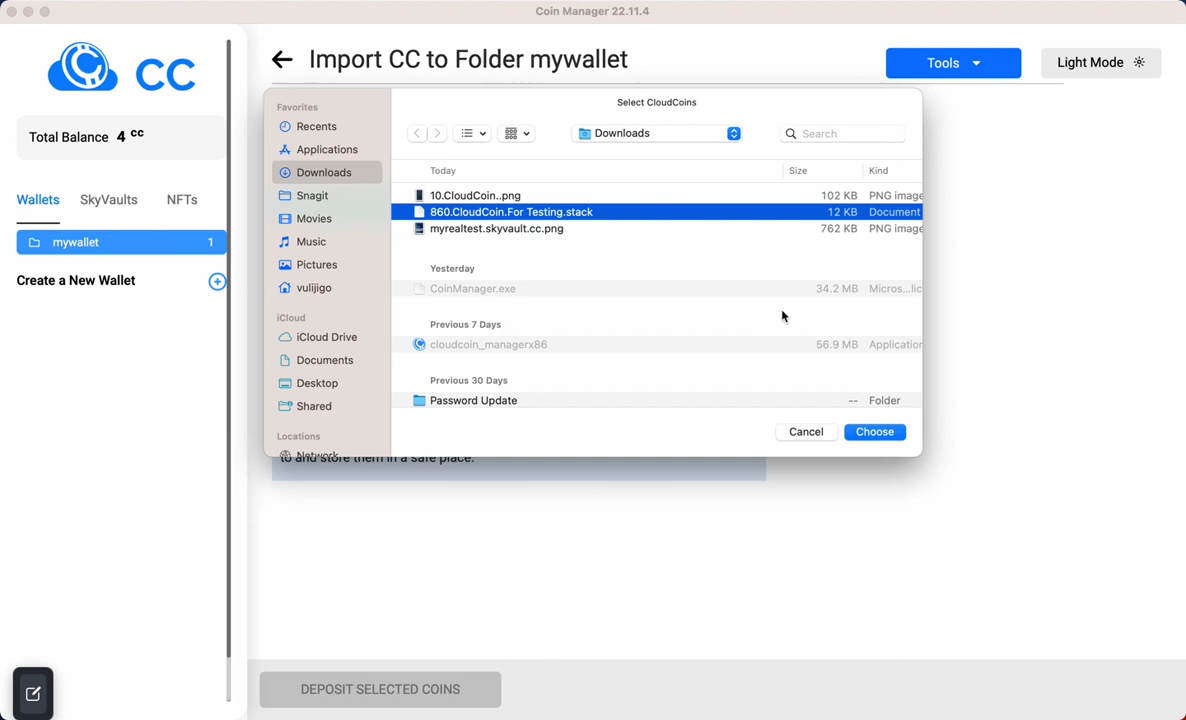 Coin Manager 22.11.4
CC
Total Balance 4 cc
Wallets SkyVaults NFTs
mywallet 1
Create a New Wallet
Import CC to Folder mywallet
Tools
Light Mode
Select CloudCoins
Favorites
Recents
Applications
Downloads
Snagit
Movies
Music
Pictures
vulijigo
iCloud
iCloud Drive
Documents
Desktop
Shared
Locations
Network
Downloads
Search
Today Size Kind
10.CloudCoin..png 102 KB PNG image
860.CloudCoin.For Testing.stack 12 KB Document
myrealtest.skyvault.cc.png 762 KB PNG image
Yesterday
CoinManager.exe 34.2 MB Micros...lic
Previous 7 Days
cloudcoin_managerx86 56.9 MB Application
Previous 30 Days
Password Update -- Folder
Cancel Choose
to and store them in a safe place.
DEPOSIT SELECTED COINS